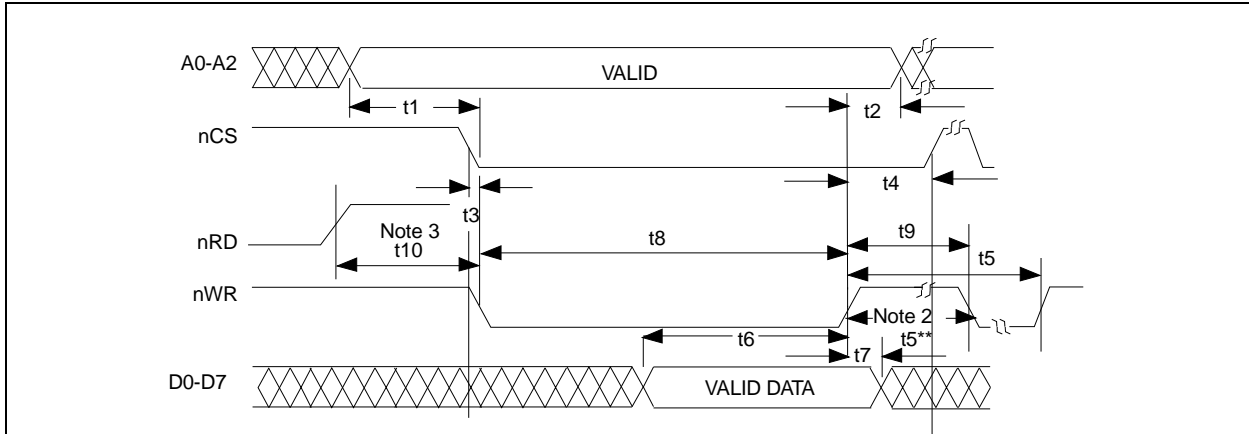 A0-A2
VALID
t1
t2
nCS
t4
t3
nRD
Note 3
t10
t8
t9
t5
nWR
Note 2
t6
t5**
t7
D0-D7
VALID DATA